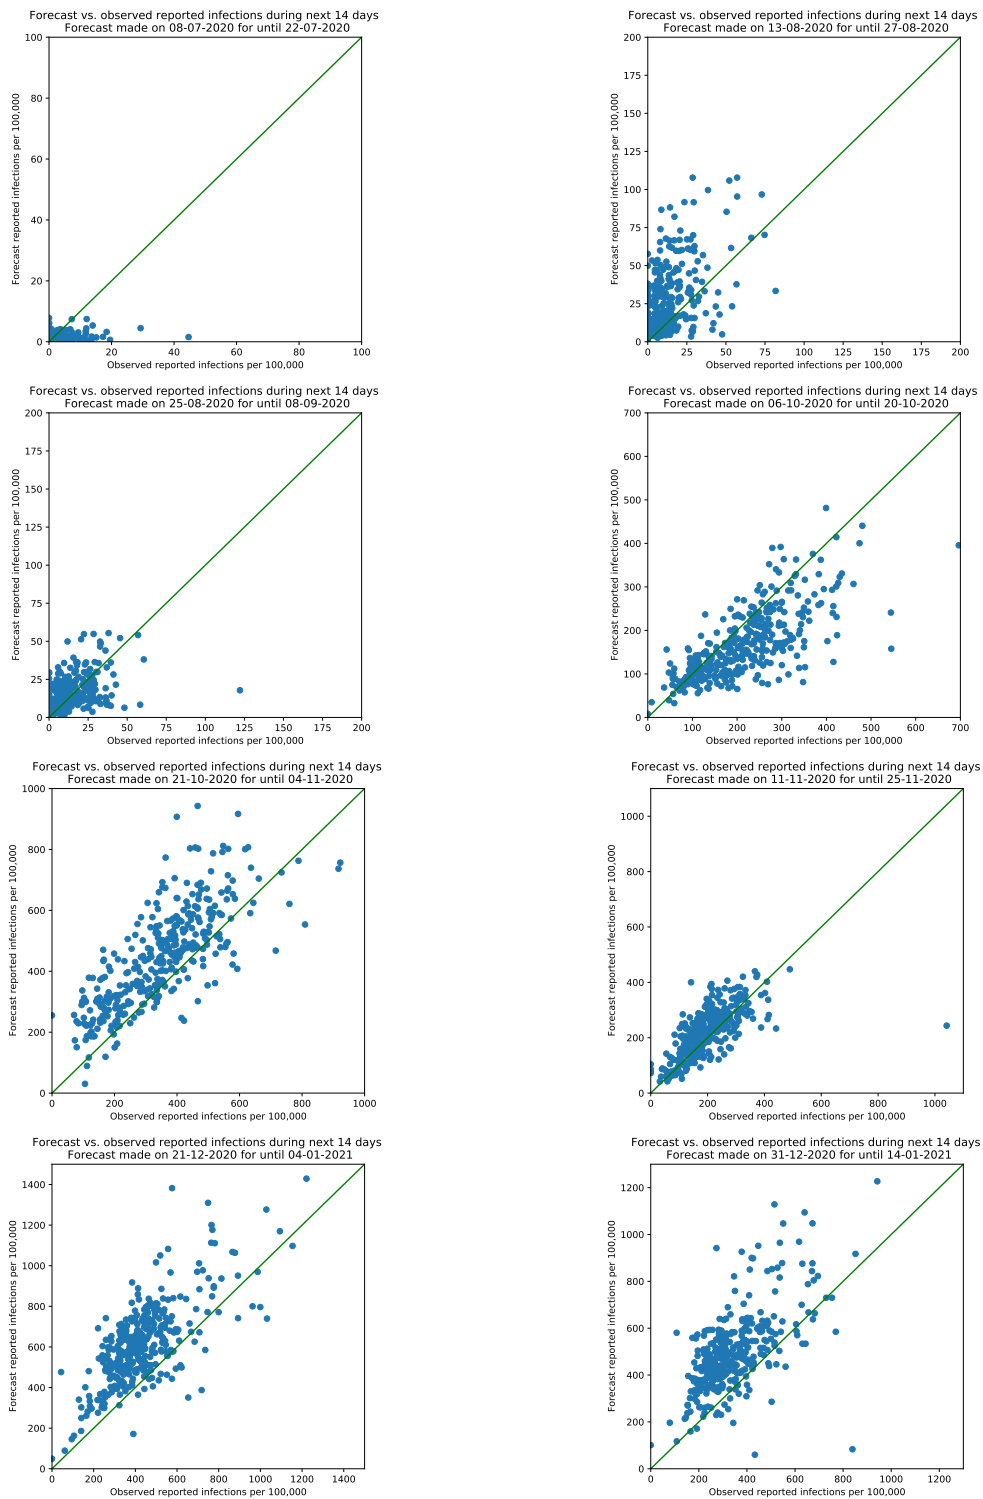 Forecast vs. observed reported infections during next 14 days
Forecast made on 08-07-2020 for until 22-07-2020
100
80
60
40
20
0
Forecast reported infections per 100,000
0 20 40 60 80 100
Observed reported infections per 100,000
Forecast vs. observed reported infections during next 14 days
Forecast made on 13-08-2020 for until 27-08-2020
200
175
150
125
100
75
50
25
0
Forecast reported infections per 100,000
0 25 50 75 100 125 150 175 200
Observed reported infections per 100,000
Forecast vs. observed reported infections during next 14 days
Forecast made on 25-08-2020 for until 08-09-2020
200
175
150
125
100
75
50
25
0
Forecast reported infections per 100,000
0 25 50 75 100 125 150 175 200
Observed reported infections per 100,000
Forecast vs. observed reported infections during next 14 days
Forecast made on 06-10-2020 for until 20-10-2020
700
600
500
400
300
200
100
0
Forecast reported infections per 100,000
0 100 200 300 400 500 600 700
Observed reported infections per 100,000
Forecast vs. observed reported infections during next 14 days
Forecast made on 21-10-2020 for until 04-11-2020
1000
800
600
400
200
0
Forecast reported infections per 100,000
0 200 400 600 800 1000
Observed reported infections per 100,000
Forecast vs. observed reported infections during next 14 days
Forecast made on 11-11-2020 for until 25-11-2020
1000
800
600
400
200
0
Forecast reported infections per 100,000
0 200 400 600 800 1000
Observed reported infections per 100,000
Forecast vs. observed reported infections during next 14 days
Forecast made on 21-12-2020 for until 04-01-2021
1400
1200
1000
800
600
400
200
0
Forecast reported infections per 100,000
0 200 400 600 800 1000 1200 1400
Observed reported infections per 100,000
Forecast vs. observed reported infections during next 14 days
Forecast made on 31-12-2020 for until 14-01-2021
1200
1000
800
600
400
200
0
Forecast reported infections per 100,000
0 200 400 600 800 1000 1200
Observed reported infections per 100,000